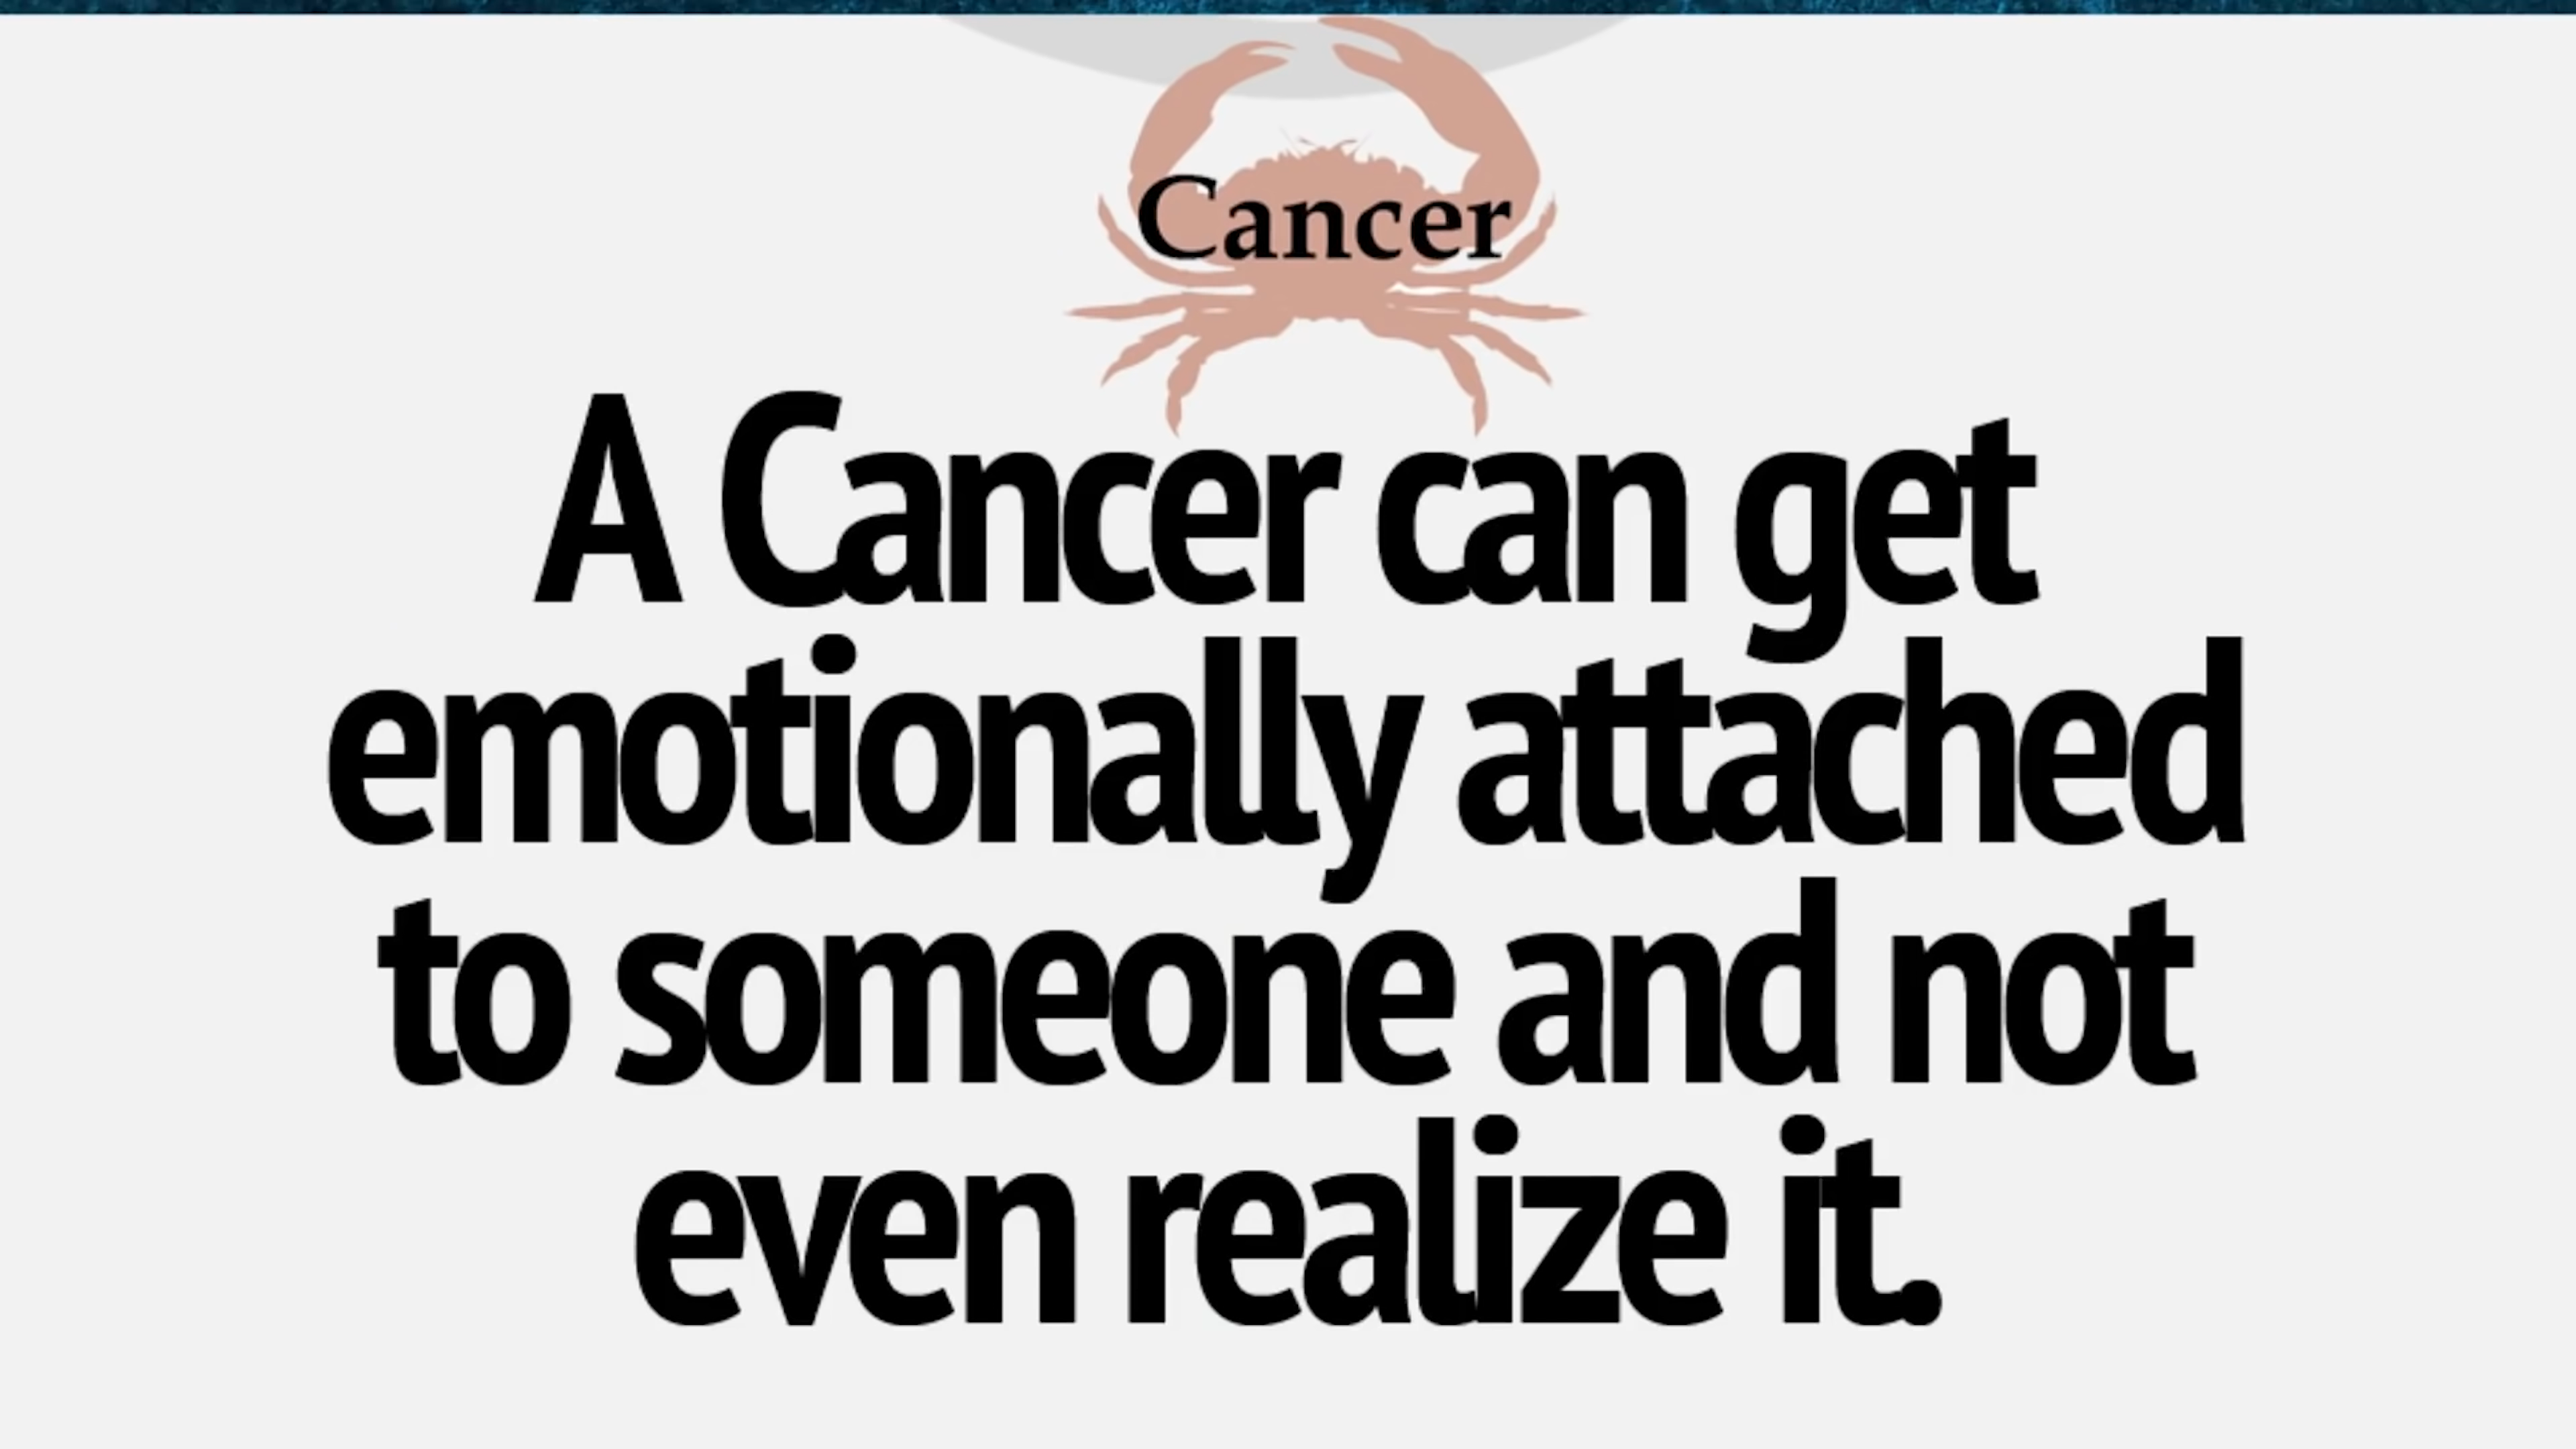 Cancer
A Cancer can get
emotionally attached
to someone and not
even realize it.